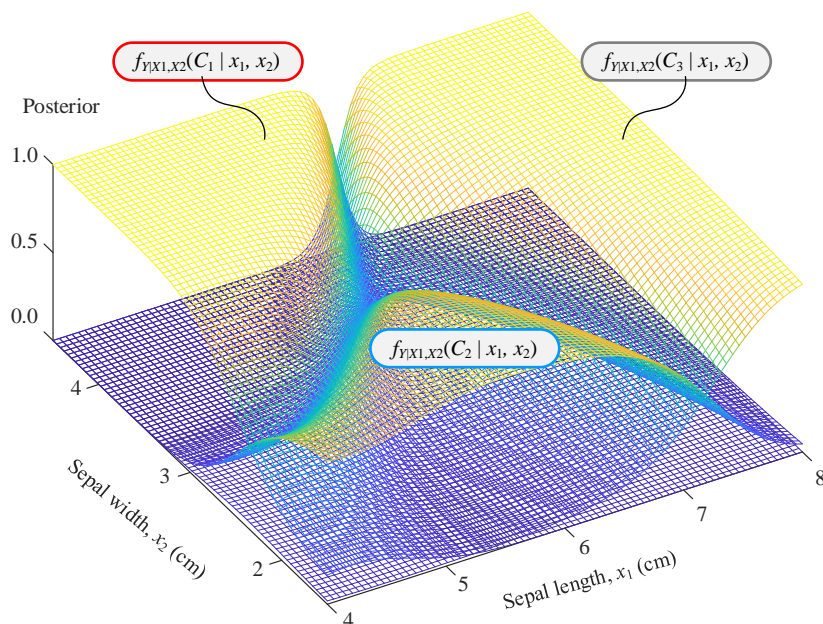 f_{Y|X1,X2}(C_1 | x_1, x_2)
f_{Y|X1,X2}(C_3 | x_1, x_2)
Posterior
1.0
0.5
0.0
f_{Y|X1,X2}(C_2 | x_1, x_2)
4
3
2
Sepal width, x_2 (cm)
4
5
6
7
8
Sepal length, x_1 (cm)